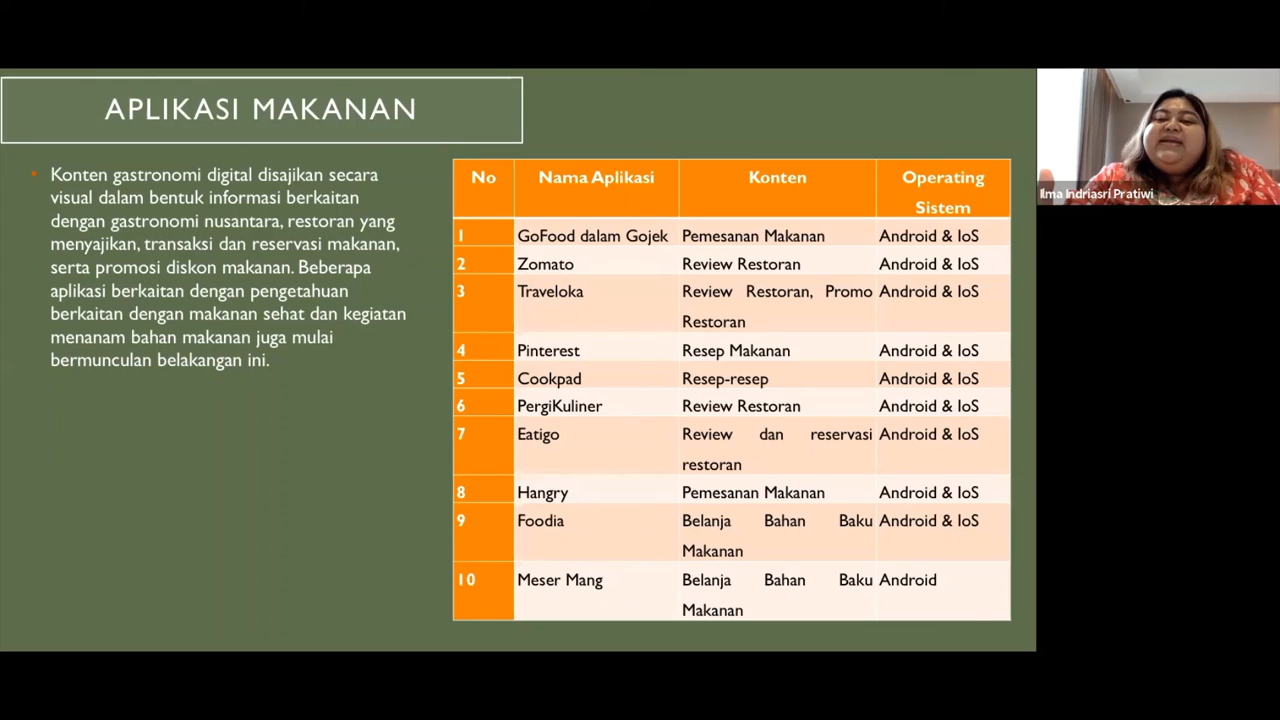 APLIKASI MAKANAN
• Konten gastronomi digital disajikan secara
visual dalam bentuk informasi berkaitan
dengan gastronomi nusantara, restoran yang
menyajikan, transaksi dan reservasi makanan,
serta promosi diskon makanan. Beberapa
aplikasi berkaitan dengan pengetahuan
berkaitan dengan makanan sehat dan kegiatan
menanam bahan makanan juga mulai
bermunculan belakangan ini.
No Nama Aplikasi Konten Operating
Sistem
1 GoFood dalam Gojek Pemesanan Makanan Android & IoS
2 Zomato Review Restoran Android & IoS
3 Traveloka Review Restoran, Promo Android & IoS
Restoran
4 Pinterest Resep Makanan Android & IoS
5 Cookpad Resep-resep Android & IoS
6 PergiKuliner Review Restoran Android & IoS
7 Eatigo Review dan reservasi Android & IoS
restoran
8 Hangry Pemesanan Makanan Android & IoS
9 Foodia Belanja Bahan Baku Android & IoS
Makanan
10 Meser Mang Belanja Bahan Baku Android
Makanan
Ilma Indriasri Pratiwi